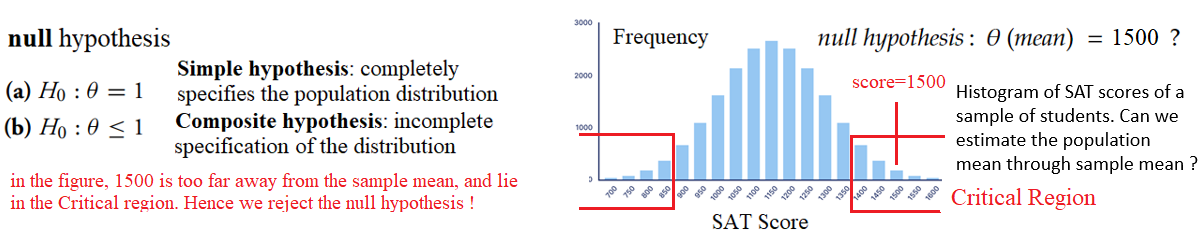 null hypothesis
(a) H₀ : θ = 1
(b) H₀ : θ ≤ 1
Simple hypothesis: completely
specifies the population distribution
Composite hypothesis: incomplete
specification of the distribution
in the figure, 1500 is too far away from the sample mean, and lie
in the Critical region. Hence we reject the null hypothesis !
3000
2000
1000
0
Frequency
700 750 800 850 900 950 1000 1050 1100 1150 1200 1250 1300 1350 1400 1450 1500 1550 1600
SAT Score
null hypothesis : θ (mean) = 1500 ?
score=1500
Histogram of SAT scores of a
sample of students. Can we
estimate the population
mean through sample mean ?
Critical Region